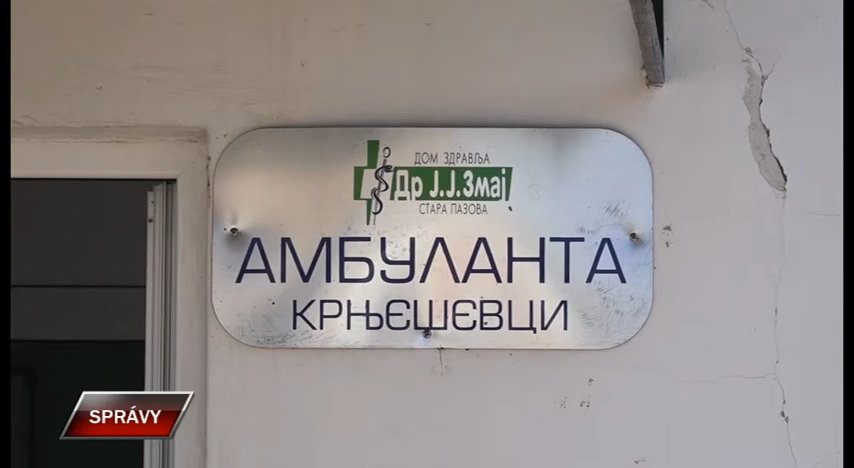 ДОМ ЗДРАВЉА
Др Ј.Ј.Змај
СТАРА ПАЗОВА
АМБУЛАНТА
КРЊЕШЕВЦИ
SPRÁVY